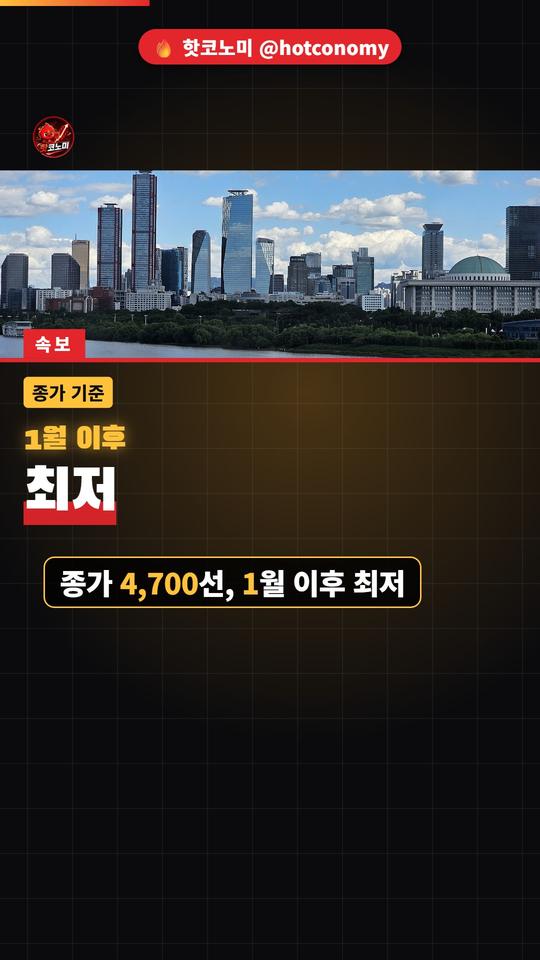 핫코노미 @hotconomy
핫코노미
속보
종가 기준
1월 이후
최저
종가 4,700선, 1월 이후 최저